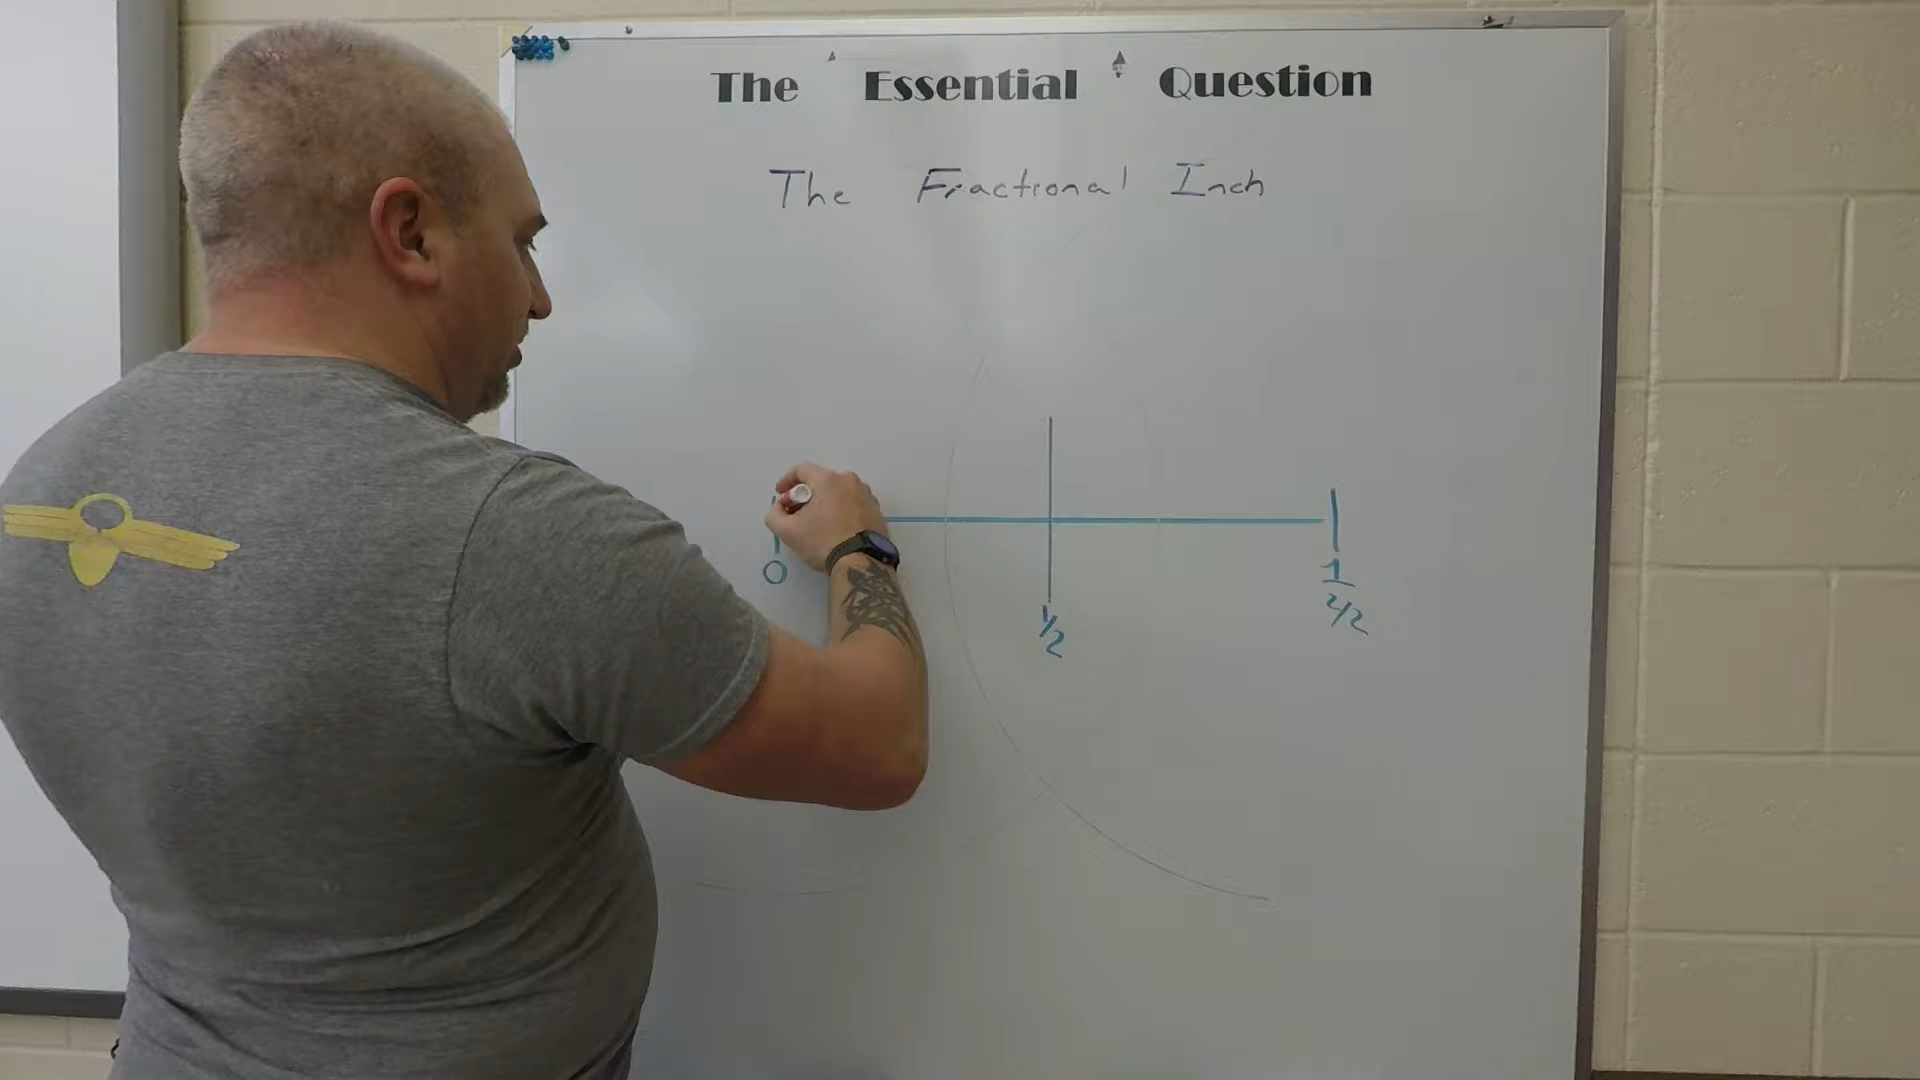 The Essential Question
The Fractional Inch
0
1/2
1
2/2